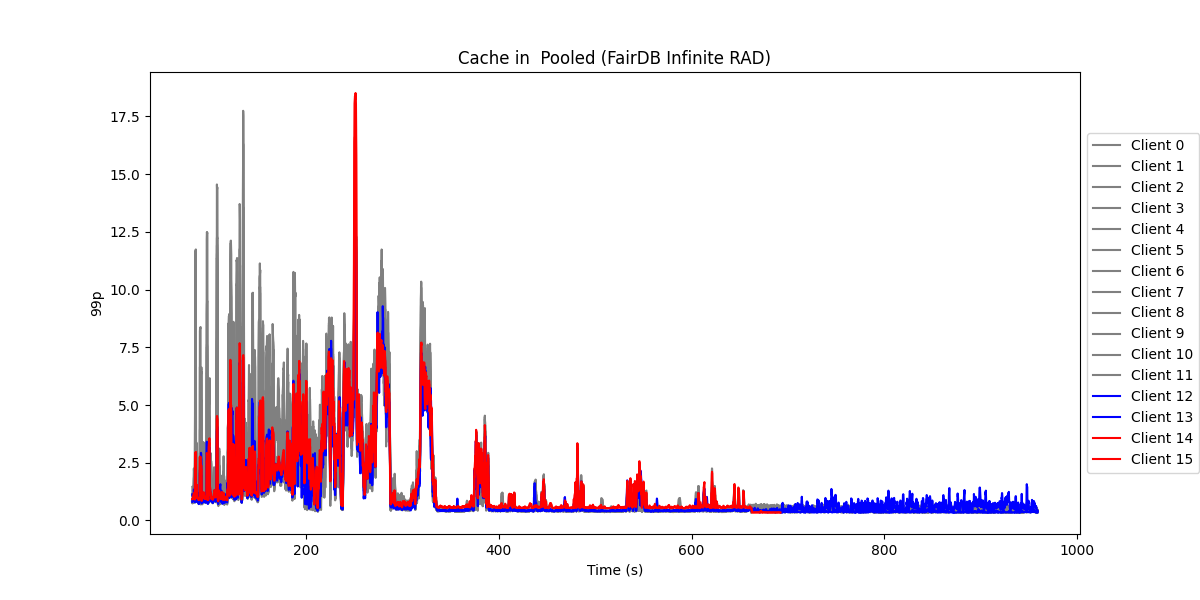 Cache in  Pooled (FairDB Infinite RAD)
17.5
15.0
12.5
10.0
7.5
5.0
2.5
0.0
99p
200
400
600
800
1000
Time (s)
Client 0
Client 1
Client 2
Client 3
Client 4
Client 5
Client 6
Client 7
Client 8
Client 9
Client 10
Client 11
Client 12
Client 13
Client 14
Client 15